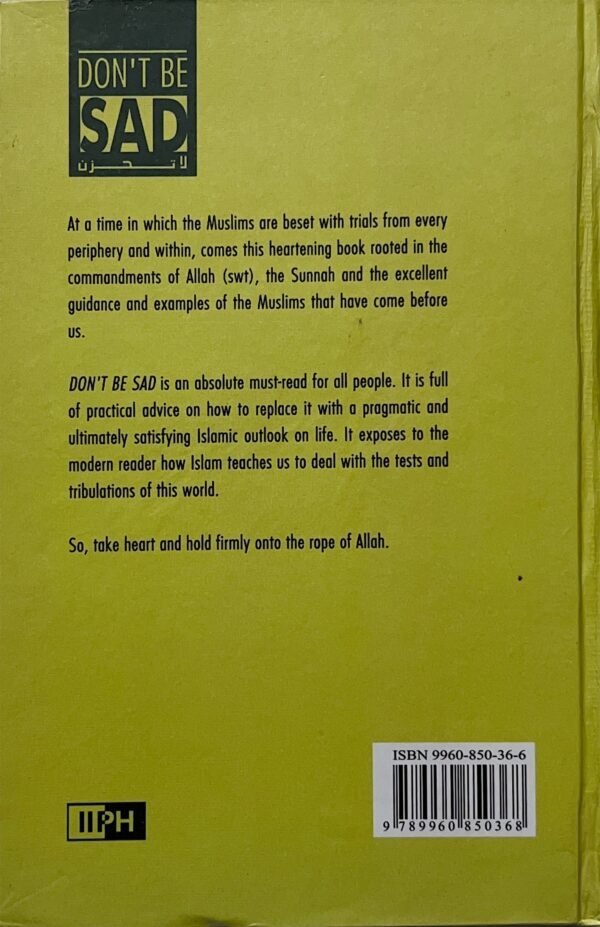 DON'T BE
SAD
لا تحزن
At a time in which the Muslims are beset with trials from every
periphery and within, comes this heartening book rooted in the
commandments of Allah (swt), the Sunnah and the excellent
guidance and examples of the Muslims that have come before
us.
DON'T BE SAD is an absolute must-read for all people. It is full
of practical advice on how to replace it with a pragmatic and
ultimately satisfying Islamic outlook on life. It exposes to the
modern reader how Islam teaches us to deal with the tests and
tribulations of this world.
So, take heart and hold firmly onto the rope of Allah.
ISBN 9960-850-36-6
9 789960 850368
IIPH